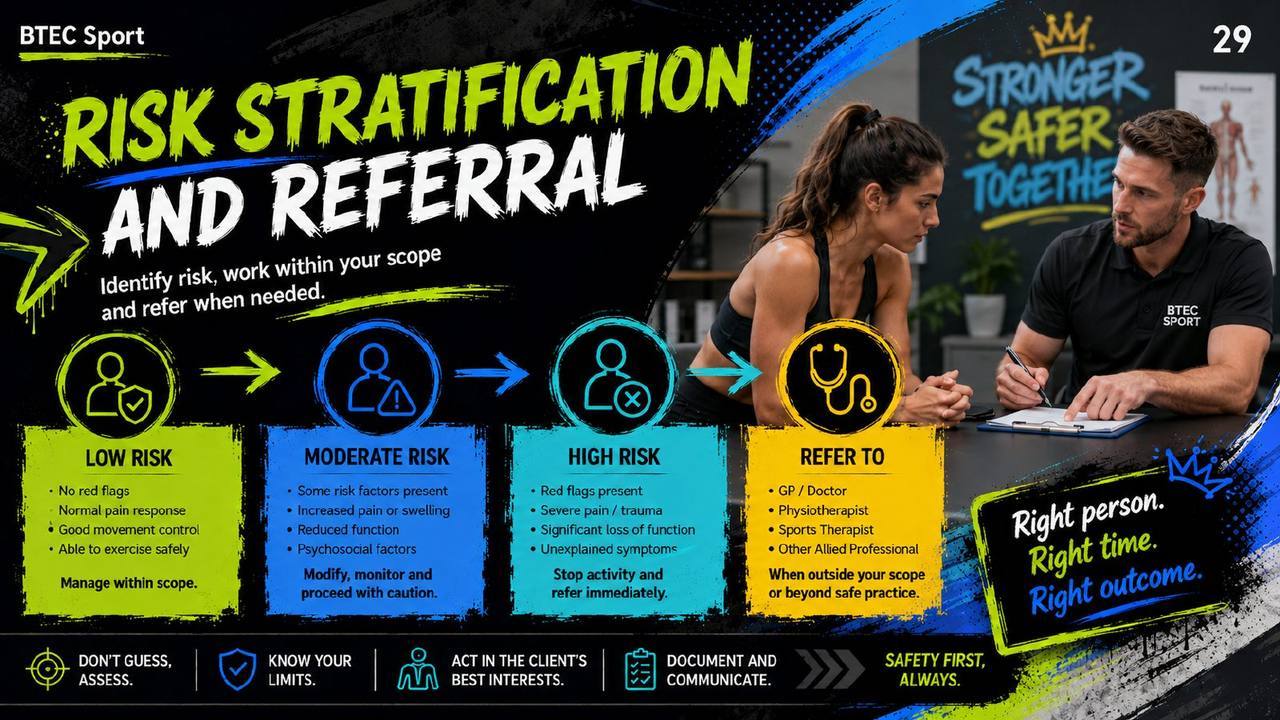 BTEC Sport
29
RISK STRATIFICATION
AND REFERRAL
Identify risk, work within your scope
and refer when needed.
STRONGER
SAFER
TOGETHE
BTEC
SPORT
LOW RISK
• No red flags
• Normal pain response
• Good movement control
• Able to exercise safely
Manage within scope.
MODERATE RISK
• Some risk factors present
• Increased pain or swelling
• Reduced function
• Psychosocial factors
Modify, monitor and
proceed with caution.
HIGH RISK
• Red flags present
• Severe pain / trauma
• Significant loss of function
• Unexplained symptoms
Stop activity and
refer immediately.
REFER TO
• GP / Doctor
• Physiotherapist
• Sports Therapist
• Other Allied Professional
When outside your scope
or beyond safe practice.
Right person.
Right time.
Right outcome.
DON'T GUESS,
ASSESS.
KNOW YOUR
LIMITS.
ACT IN THE CLIENT'S
BEST INTERESTS.
DOCUMENT AND
COMMUNICATE.
SAFETY FIRST,
ALWAYS.